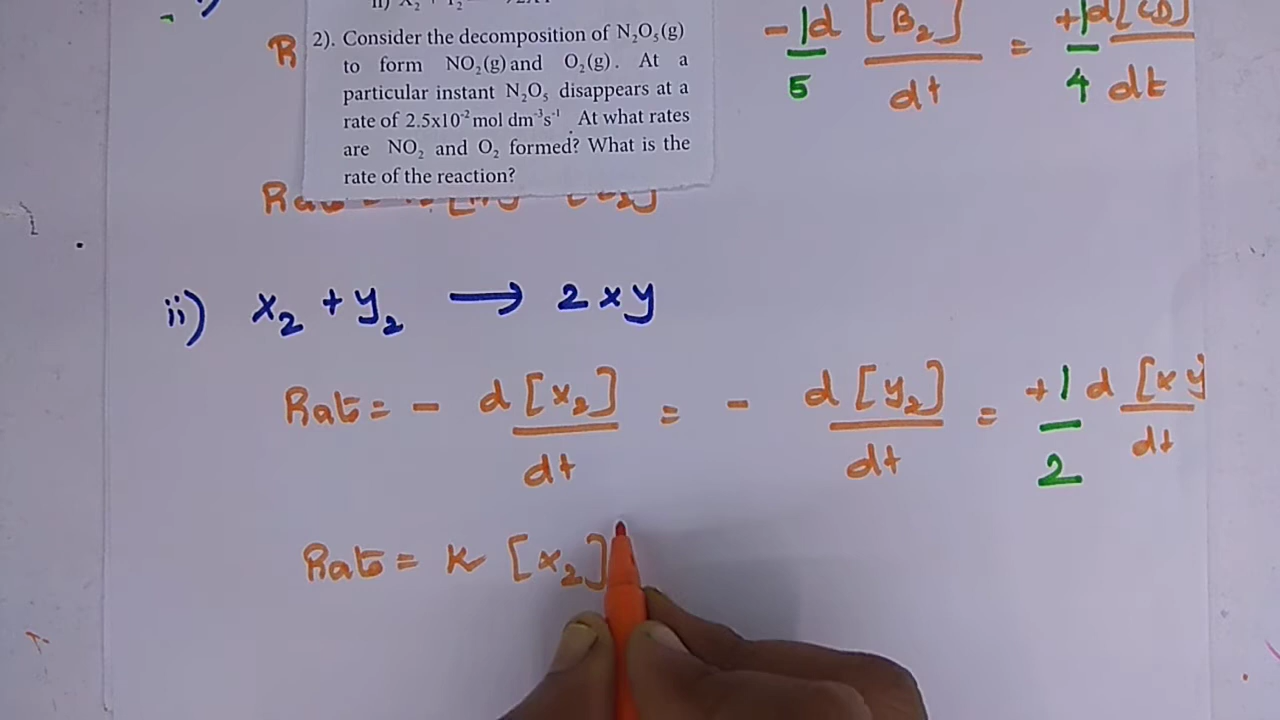 2). Consider the decomposition of N₂O₅(g)
to form NO₂(g) and O₂(g). At a
particular instant N₂O₅ disappears at a
rate of 2.5x10⁻² mol dm⁻³s⁻¹. At what rates
are NO₂ and O₂ formed? What is the
rate of the reaction?
R
-1/5 d[B₂]/dt = +1/4 d[CD]/dt
ii) x₂ + y₂ → 2xy
Rate = - d[x₂]/dt = - d[y₂]/dt = +1/2 d[xy]/dt
Rate = K [x₂]